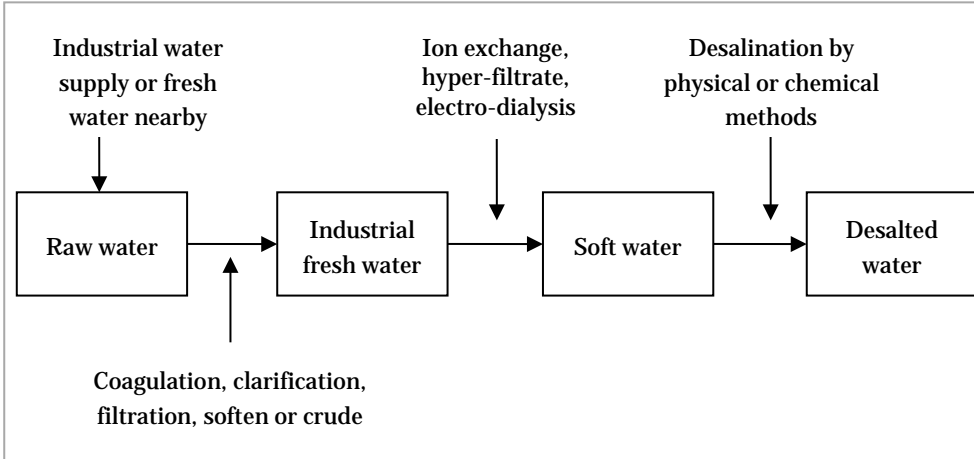 Industrial water
supply or fresh
water nearby
Ion exchange,
hyper-filtrate,
electro-dialysis
Desalination by
physical or chemical
methods
Raw water
Industrial
fresh water
Soft water
Desalted
water
Coagulation, clarification,
filtration, soften or crude